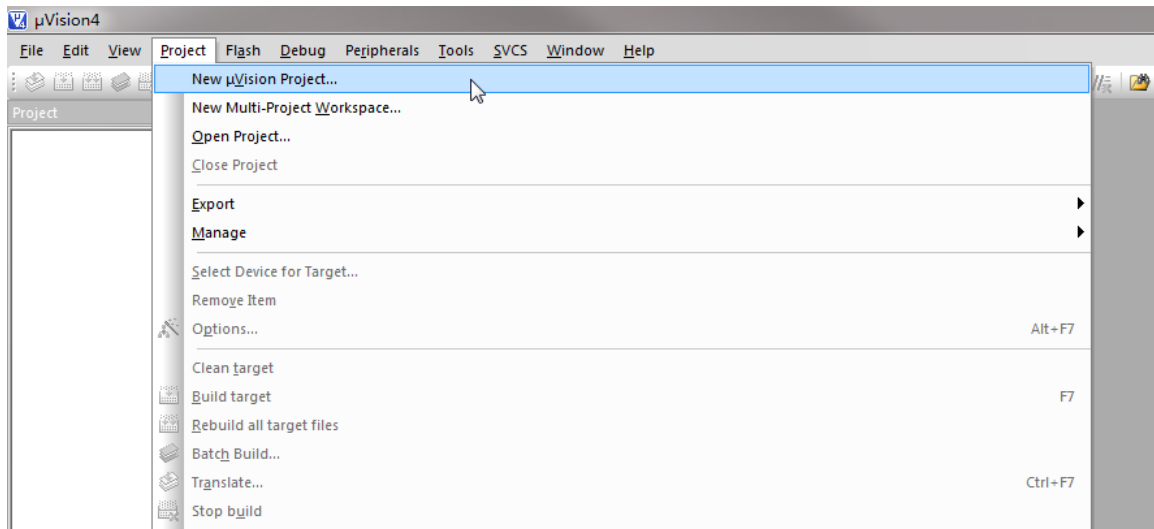 µVision4
File Edit View Project Flash Debug Peripherals Tools SVCS Window Help
Project
New µVision Project...
New Multi-Project Workspace...
Open Project...
Close Project
Export
Manage
Select Device for Target...
Remove Item
Options... Alt+F7
Clean target
Build target F7
Rebuild all target files
Batch Build...
Translate... Ctrl+F7
Stop build